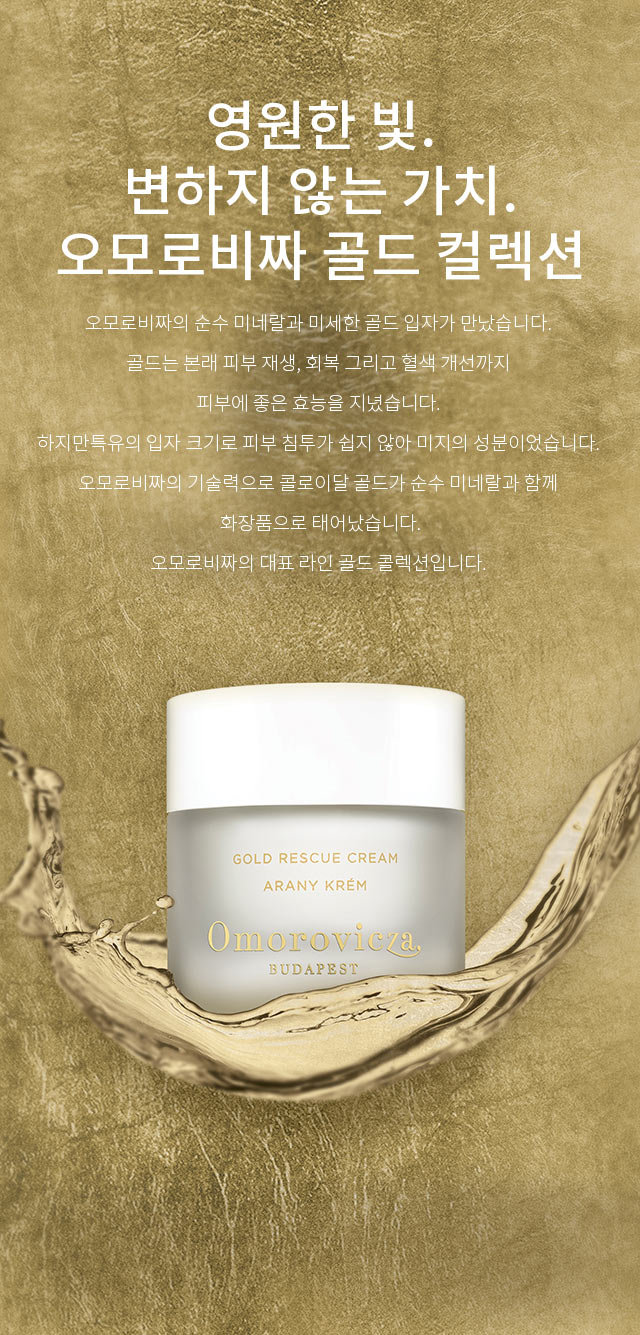 영원한 빛.
변하지 않는 가치.
오모로비짜 골드 컬렉션
오모로비짜의 순수 미네랄과 미세한 골드 입자가 만났습니다.
골드는 본래 피부 재생, 회복 그리고 혈색 개선까지
피부에 좋은 효능을 지녔습니다.
하지만특유의 입자 크기로 피부 침투가 쉽지 않아 미지의 성분이었습니다.
오모로비짜의 기술력으로 콜로이달 골드가 순수 미네랄과 함께
화장품으로 태어났습니다.
오모로비짜의 대표 라인 골드 콜렉션입니다.
GOLD RESCUE CREAM
ARANY KRÉM
Omorovicza
BUDAPEST